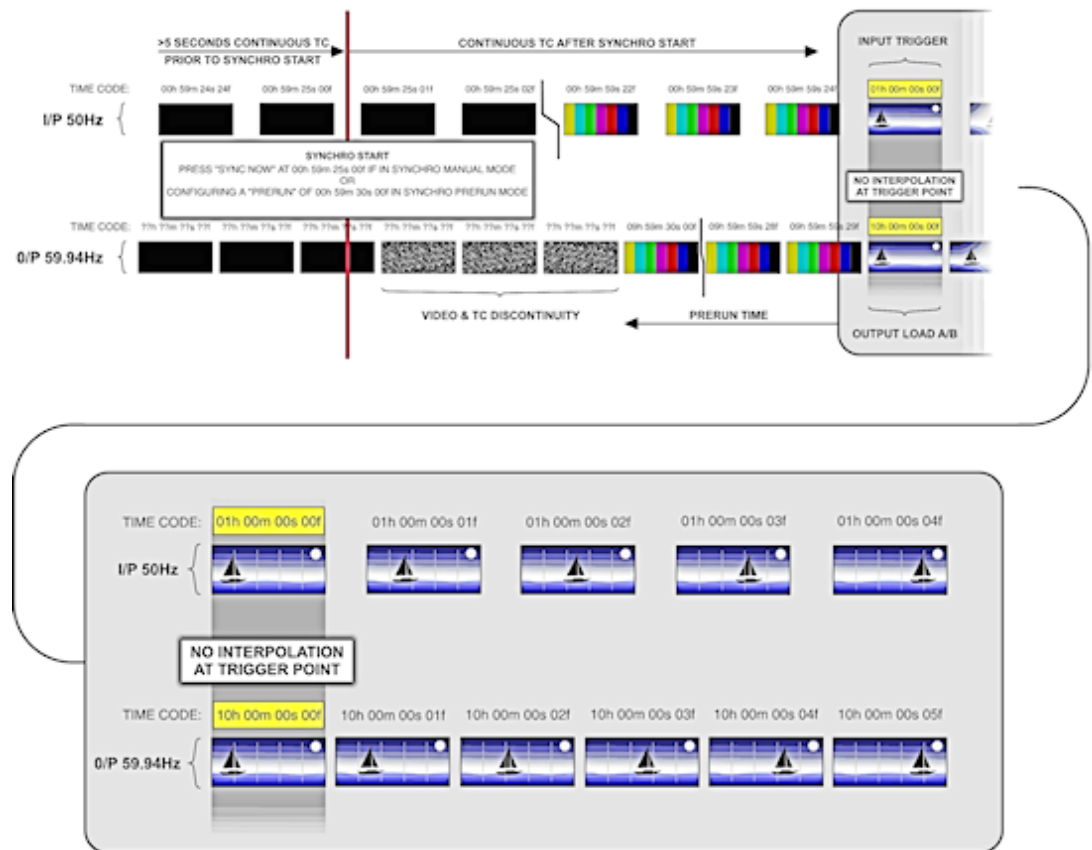 >5 SECONDS CONTINUOUS TC
PRIOR TO SYNCHRO START
CONTINUOUS TC AFTER SYNCHRO START
INPUT TRIGGER
TIME CODE: 00h 59m 24s 24f 00h 59m 25s 00f 00h 59m 25s 01f 00h 59m 25s 02f 00h 59m 59s 22f 00h 59m 59s 23f 00h 59m 59s 24f 01h 00m 00s 00f
I/P 50Hz
SYNCHRO START
PRESS "SYNC NOW" AT 00h 59m 25s 00f IF IN SYNCHRO MANUAL MODE
OR
CONFIGURING A "PRERUN" OF 00h 59m 30s 00f IN SYNCHRO PRERUN MODE
NO INTERPOLATION
AT TRIGGER POINT
TIME CODE: ??h ??m ??s ??f ??h ??m ??s ??f ??h ??m ??s ??f ??h ??m ??s ??f ??h ??m ??s ??f ??h ??m ??s ??f 09h 59m 30s 00f 09h 59m 59s 28f 09h 59m 59s 29f 10h 00m 00s 00f
0/P 59.94Hz
VIDEO & TC DISCONTINUITY
PRERUN TIME
OUTPUT LOAD A/B
TIME CODE: 01h 00m 00s 00f 01h 00m 00s 01f 01h 00m 00s 02f 01h 00m 00s 03f 01h 00m 00s 04f
I/P 50Hz
NO INTERPOLATION
AT TRIGGER POINT
TIME CODE: 10h 00m 00s 00f 10h 00m 00s 01f 10h 00m 00s 02f 10h 00m 00s 03f 10h 00m 00s 04f 10h 00m 00s 05f
0/P 59.94Hz